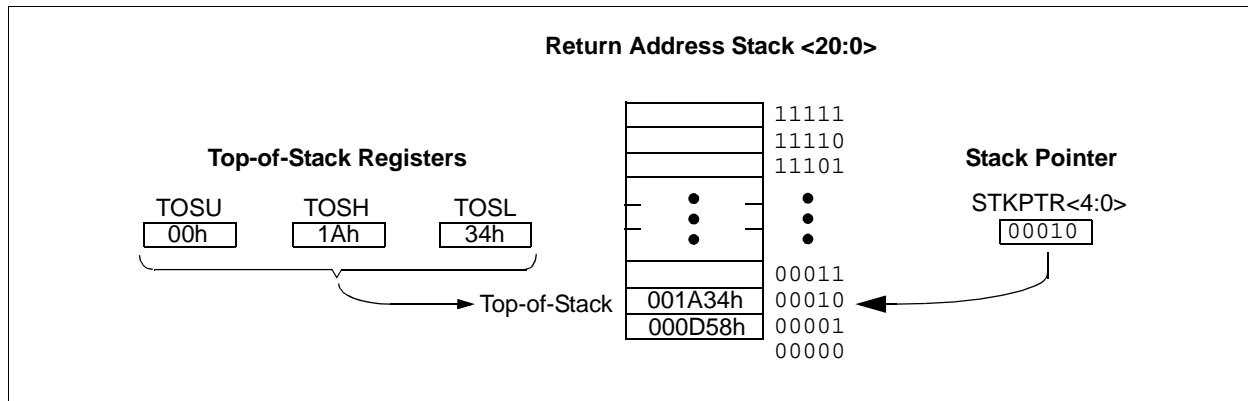 Return Address Stack <20:0>
11111
11110
11101
Top-of-Stack Registers
Stack Pointer
TOSU TOSH TOSL
STKPTR<4:0>
00h 1Ah 34h
00010
00011
Top-of-Stack 001A34h 00010
000D58h 00001
00000